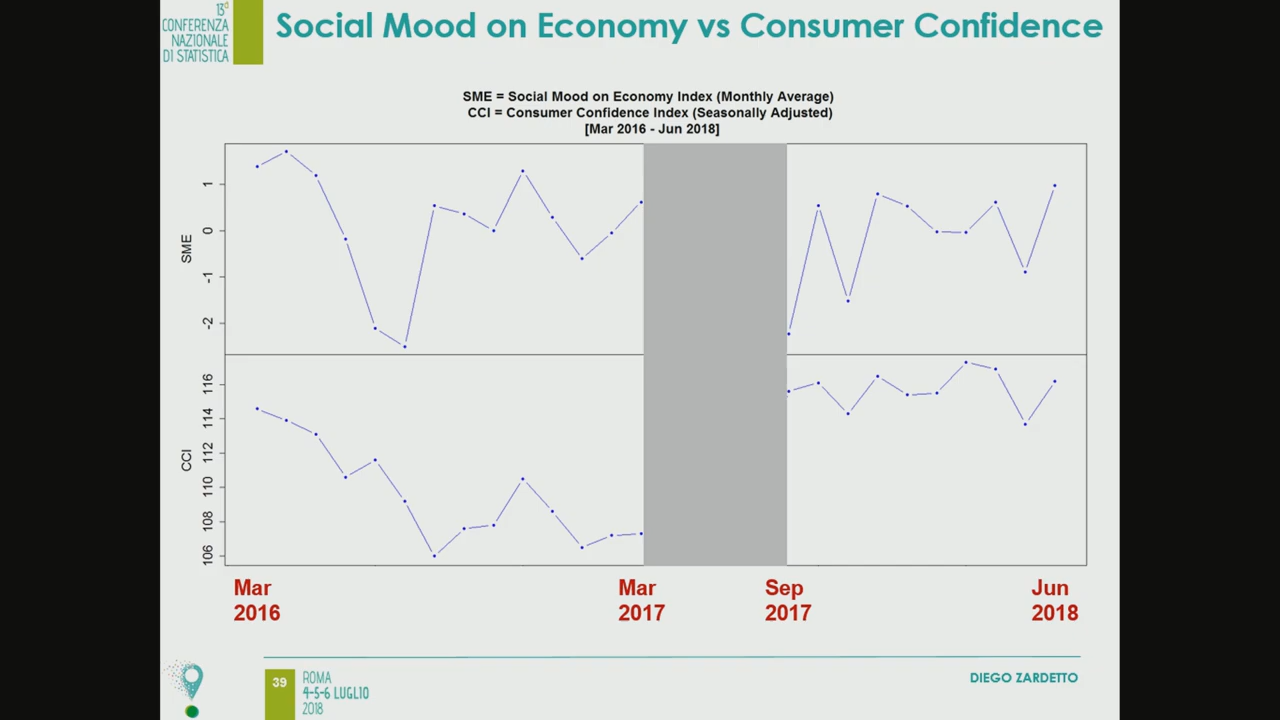 13°
CONFERENZA
NAZIONALE
DI STATISTICA
Social Mood on Economy vs Consumer Confidence
SME = Social Mood on Economy Index (Monthly Average)
CCI = Consumer Confidence Index (Seasonally Adjusted)
[Mar 2016 - Jun 2018]
SME
1
0
-1
-2
CCI
116
114
112
110
108
106
Mar
2016
Mar
2017
Sep
2017
Jun
2018
39
ROMA
4-5-6 LUGLIO
2018
DIEGO ZARDETTO